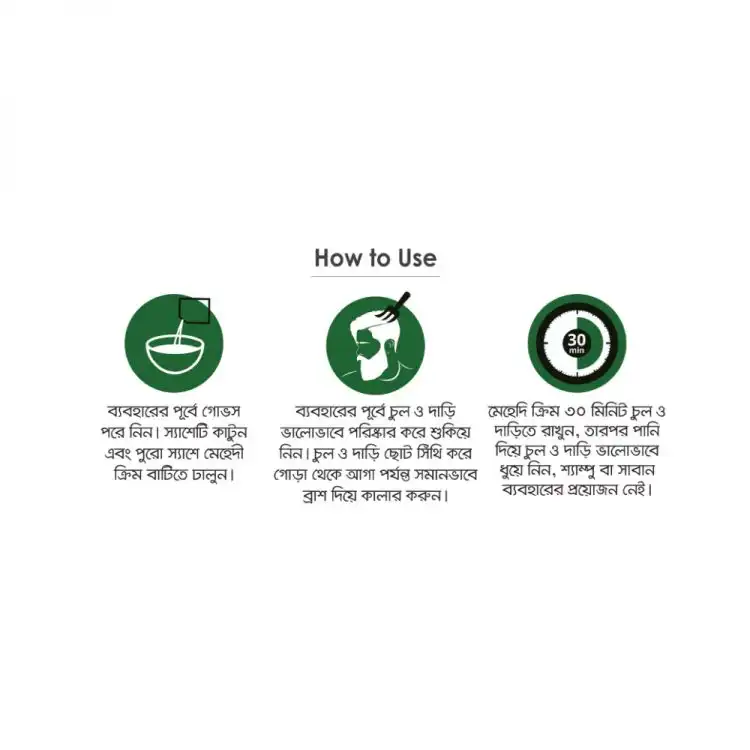 How to Use
30
min
ব্যবহারের পূর্বে গোভস
পরে নিন। স্যাশেটি কাটুন
এবং পুরো স্যাশে মেহেদী
ক্রিম বাটিতে ঢালুন।
ব্যবহারের পূর্বে চুল ও দাড়ি
ভালোভাবে পরিষ্কার করে শুকিয়ে
নিন। চুল ও দাড়ি ছোট সিঁথি করে
গোড়া থেকে আগা পর্যন্ত সমানভাবে
ব্রাশ দিয়ে কালার করুন।
মেহেদি ক্রিম ৩০ মিনিট চুল ও
দাড়িতে রাখুন, তারপর পানি
দিয়ে চুল ও দাড়ি ভালোভাবে
ধুয়ে নিন, শ্যাম্পু বা সাবান
ব্যবহারের প্রয়োজন নেই।